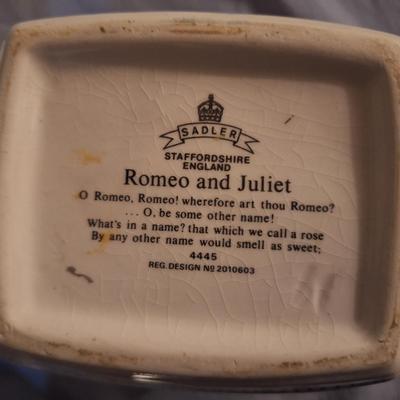 SADLER
STAFFORDSHIRE
ENGLAND
Romeo and Juliet
O Romeo, Romeo! wherefore art thou Romeo?
... O, be some other name!
What's in a name? that which we call a rose
By any other name would smell as sweet;
4445
REG. DESIGN Nº 2010603